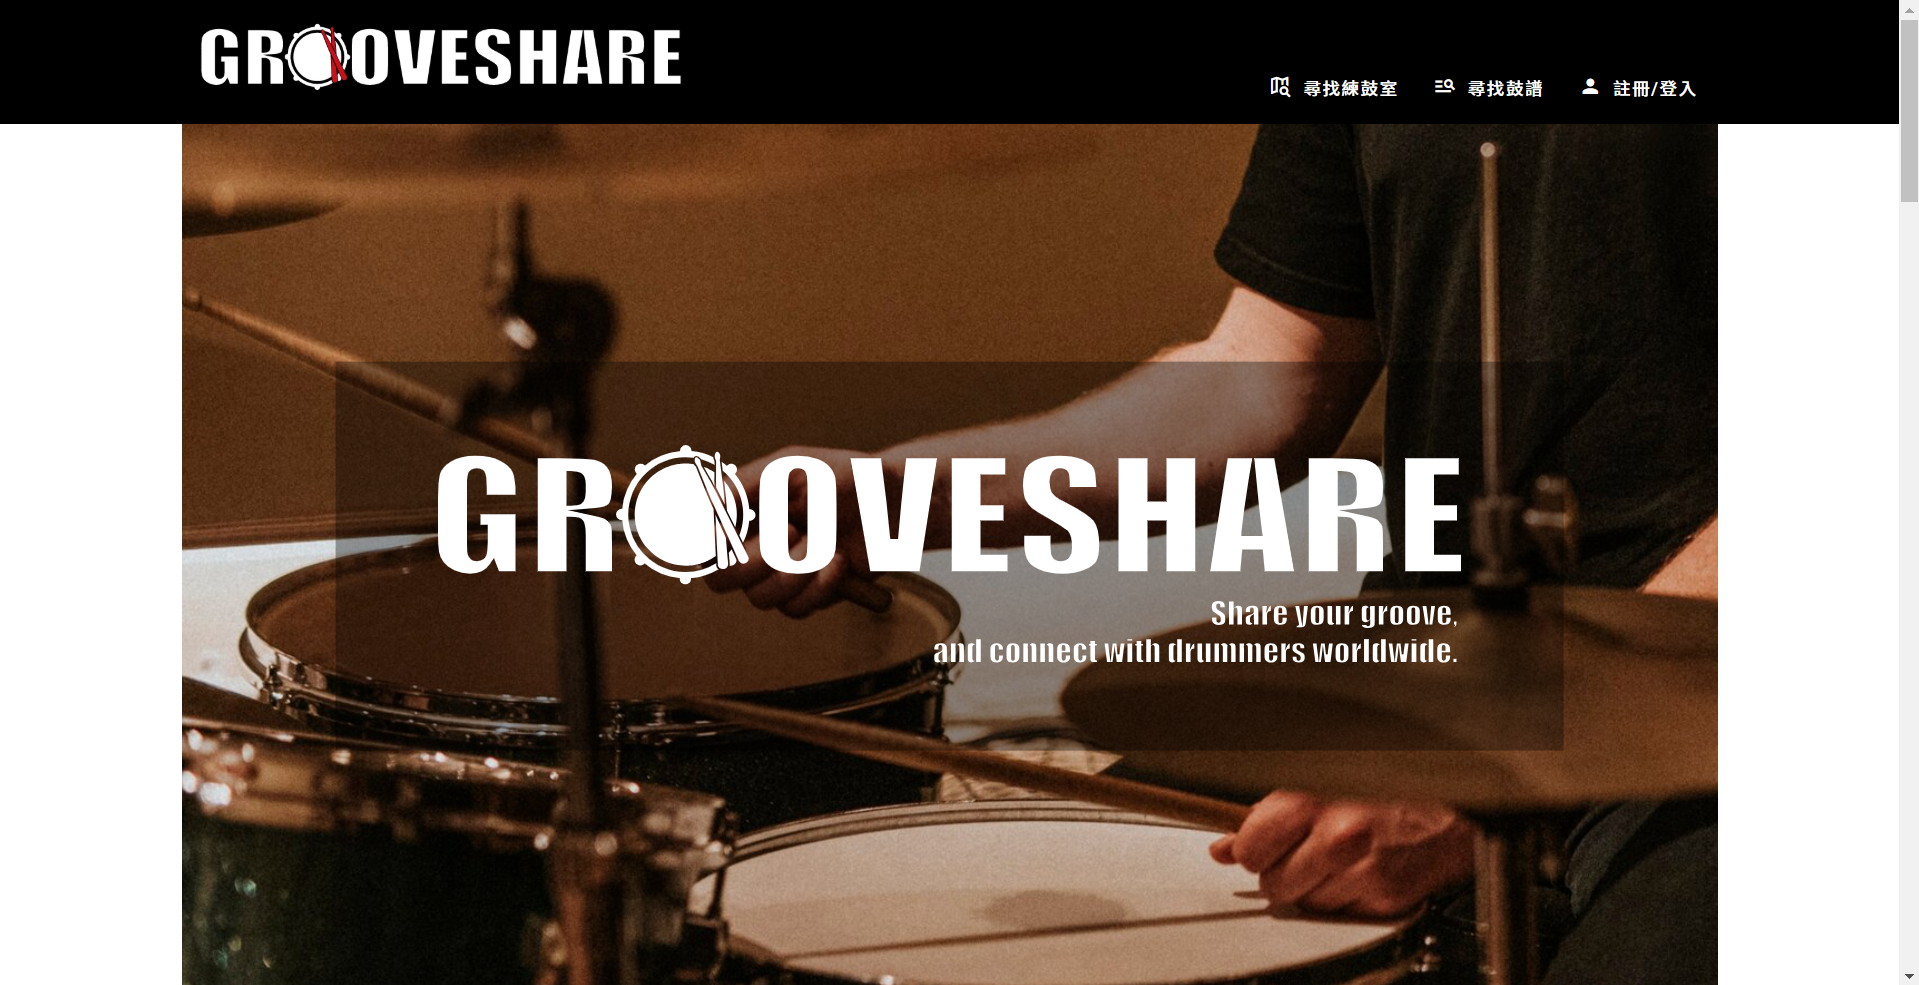 GROOVESHARE
尋找練鼓室
尋找鼓譜
註冊/登入
GROOVESHARE
Share your groove,
and connect with drummers worldwide.